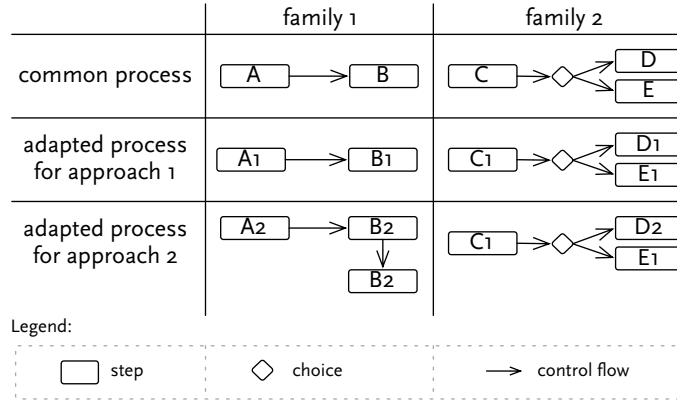 family 1 family 2
common process A B C D
E
adapted process
for approach 1 A1 B1 C1 D1
E1
adapted process
for approach 2 A2 B2 C1 D2
E1
B2
Legend:
step choice control flow